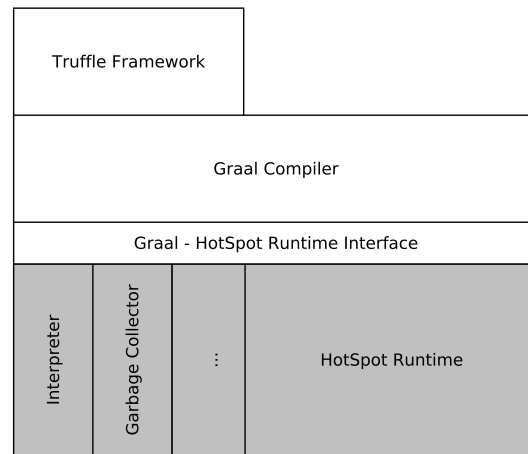 Truffle Framework
Graal Compiler
Graal - HotSpot Runtime Interface
Interpreter
Garbage Collector
...
HotSpot Runtime